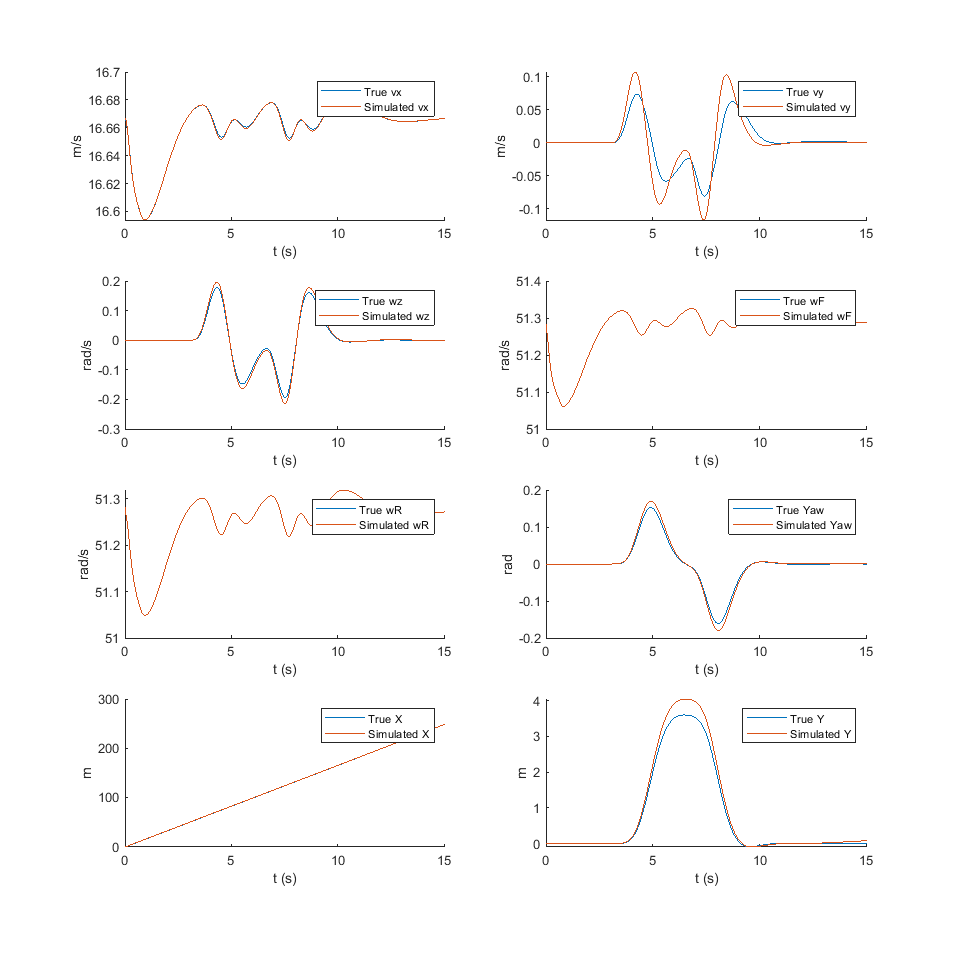 16.7
16.68
16.66
16.64
16.62
16.6
m/s
True vx
Simulated vx
0 5 10 15
t (s)
0.1
0.05
0
-0.05
-0.1
m/s
True vy
Simulated vy
0 5 10 15
t (s)
0.2
0.1
0
-0.1
-0.2
-0.3
rad/s
True wz
Simulated wz
0 5 10 15
t (s)
51.4
51.3
51.2
51.1
51
rad/s
True wF
Simulated wF
0 5 10 15
t (s)
51.3
51.2
51.1
51
rad/s
True wR
Simulated wR
0 5 10 15
t (s)
0.2
0.1
0
-0.1
-0.2
rad
True Yaw
Simulated Yaw
0 5 10 15
t (s)
300
200
100
0
m
True X
Simulated X
0 5 10 15
t (s)
4
3
2
1
0
m
True Y
Simulated Y
0 5 10 15
t (s)